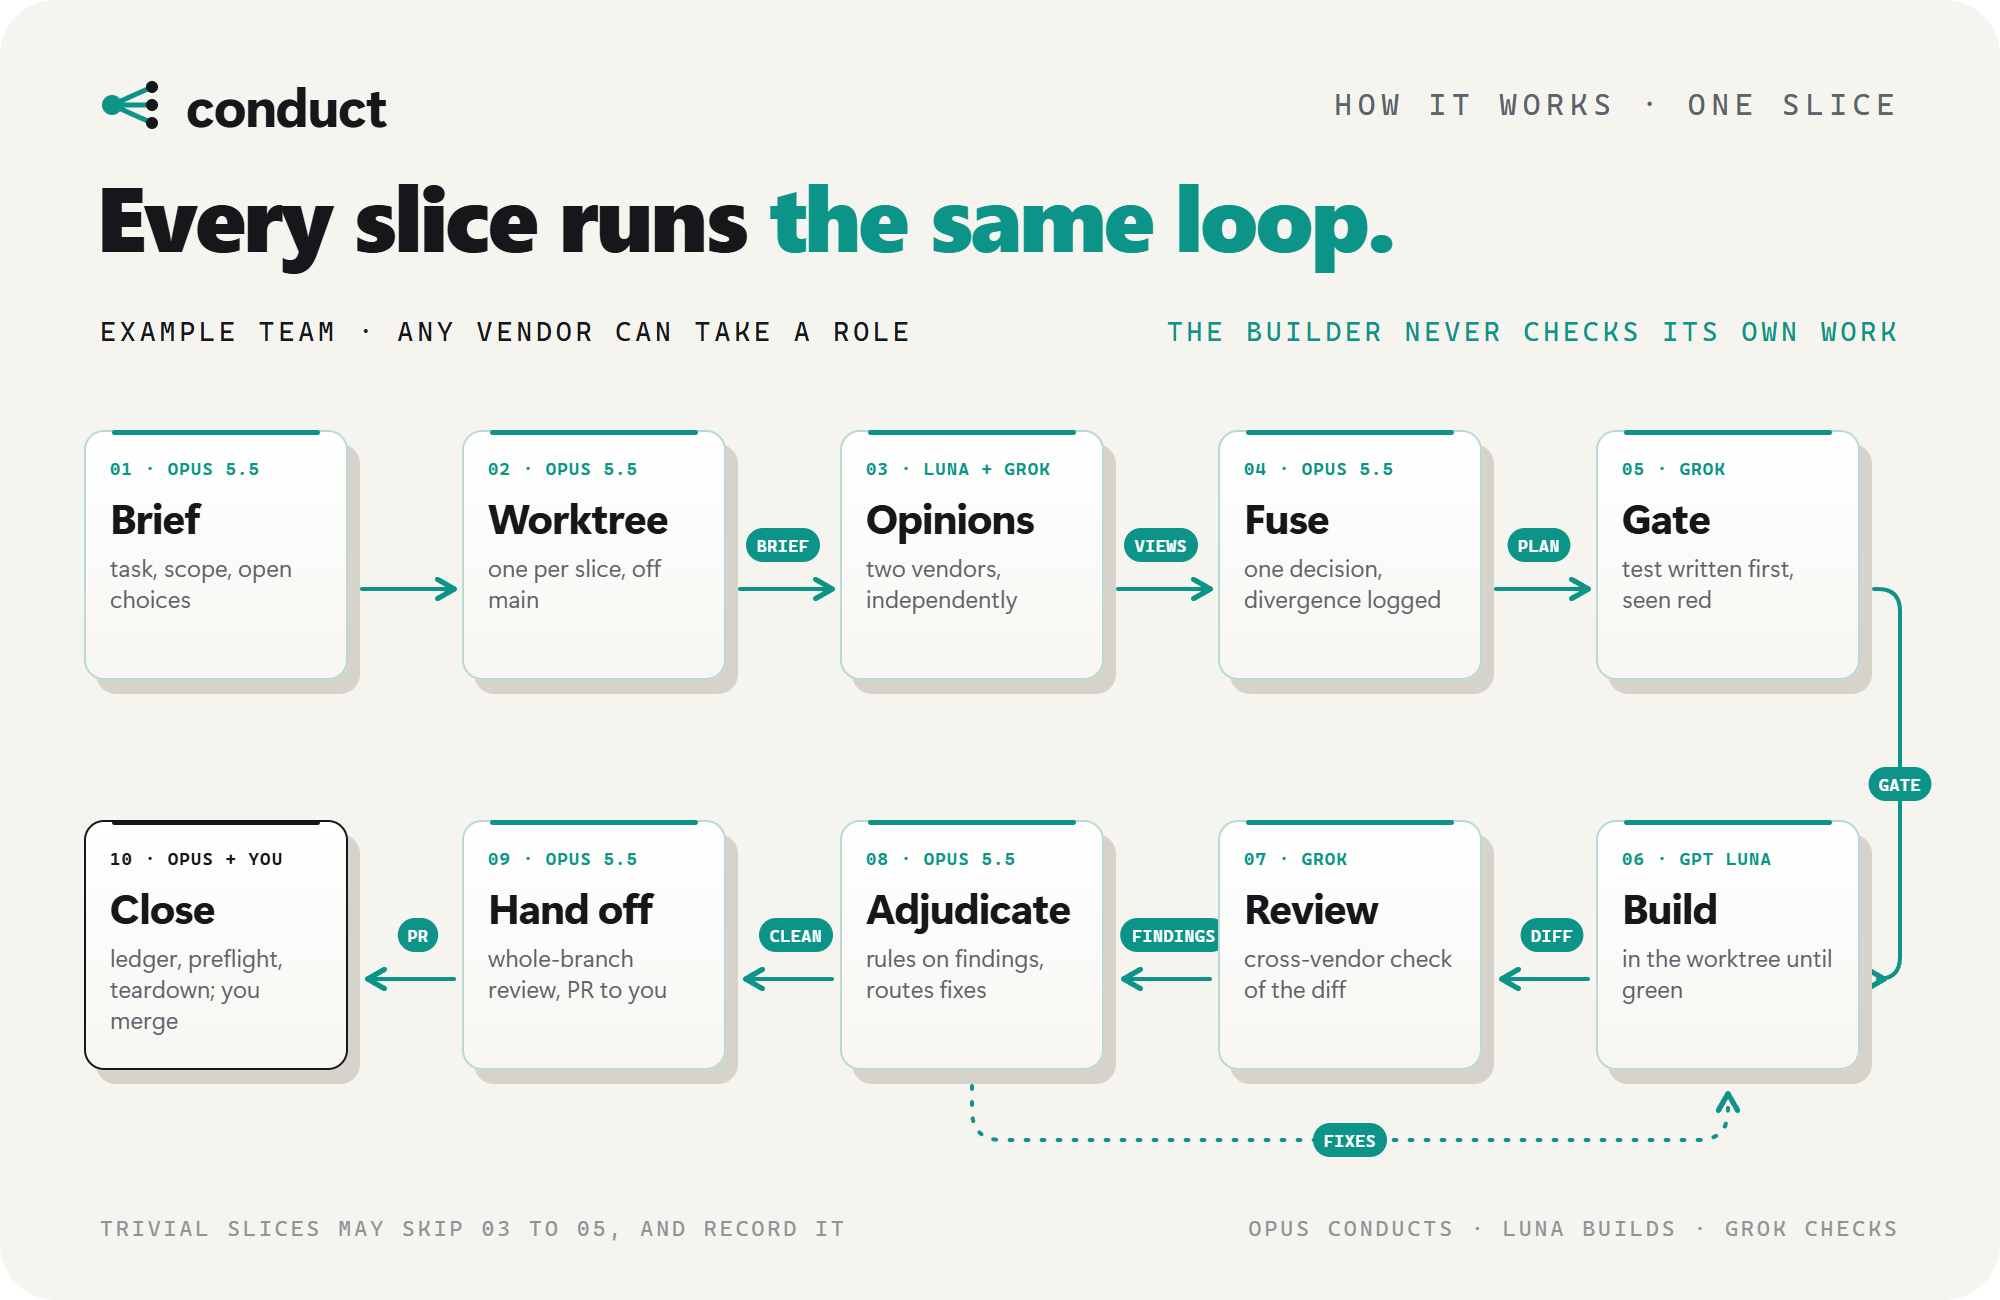 conduct
HOW IT WORKS · ONE SLICE
Every slice runs the same loop.
EXAMPLE TEAM · ANY VENDOR CAN TAKE A ROLE
THE BUILDER NEVER CHECKS ITS OWN WORK
01 · OPUS 5.5
Brief
task, scope, open
choices
02 · OPUS 5.5
Worktree
one per slice, off
main
BRIEF
03 · LUNA + GROK
Opinions
two vendors,
independently
VIEWS
04 · OPUS 5.5
Fuse
one decision,
divergence logged
PLAN
05 · GROK
Gate
test written first,
seen red
GATE
06 · GPT LUNA
Build
in the worktree until
green
DIFF
07 · GROK
Review
cross-vendor check
of the diff
FINDINGS
08 · OPUS 5.5
Adjudicate
rules on findings,
routes fixes
CLEAN
09 · OPUS 5.5
Hand off
whole-branch
review, PR to you
PR
10 · OPUS + YOU
Close
ledger, preflight,
teardown; you
merge
FIXES
TRIVIAL SLICES MAY SKIP 03 TO 05, AND RECORD IT
OPUS CONDUCTS · LUNA BUILDS · GROK CHECKS